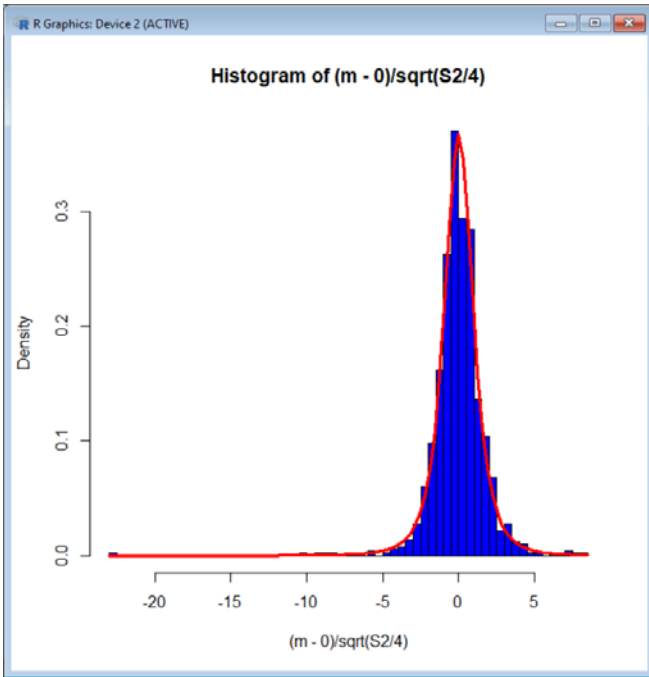 R Graphics: Device 2 (ACTIVE)
Histogram of (m - 0)/sqrt(S2/4)
Density
0.3
0.2
0.1
0.0
-20 -15 -10 -5 0 5
(m - 0)/sqrt(S2/4)